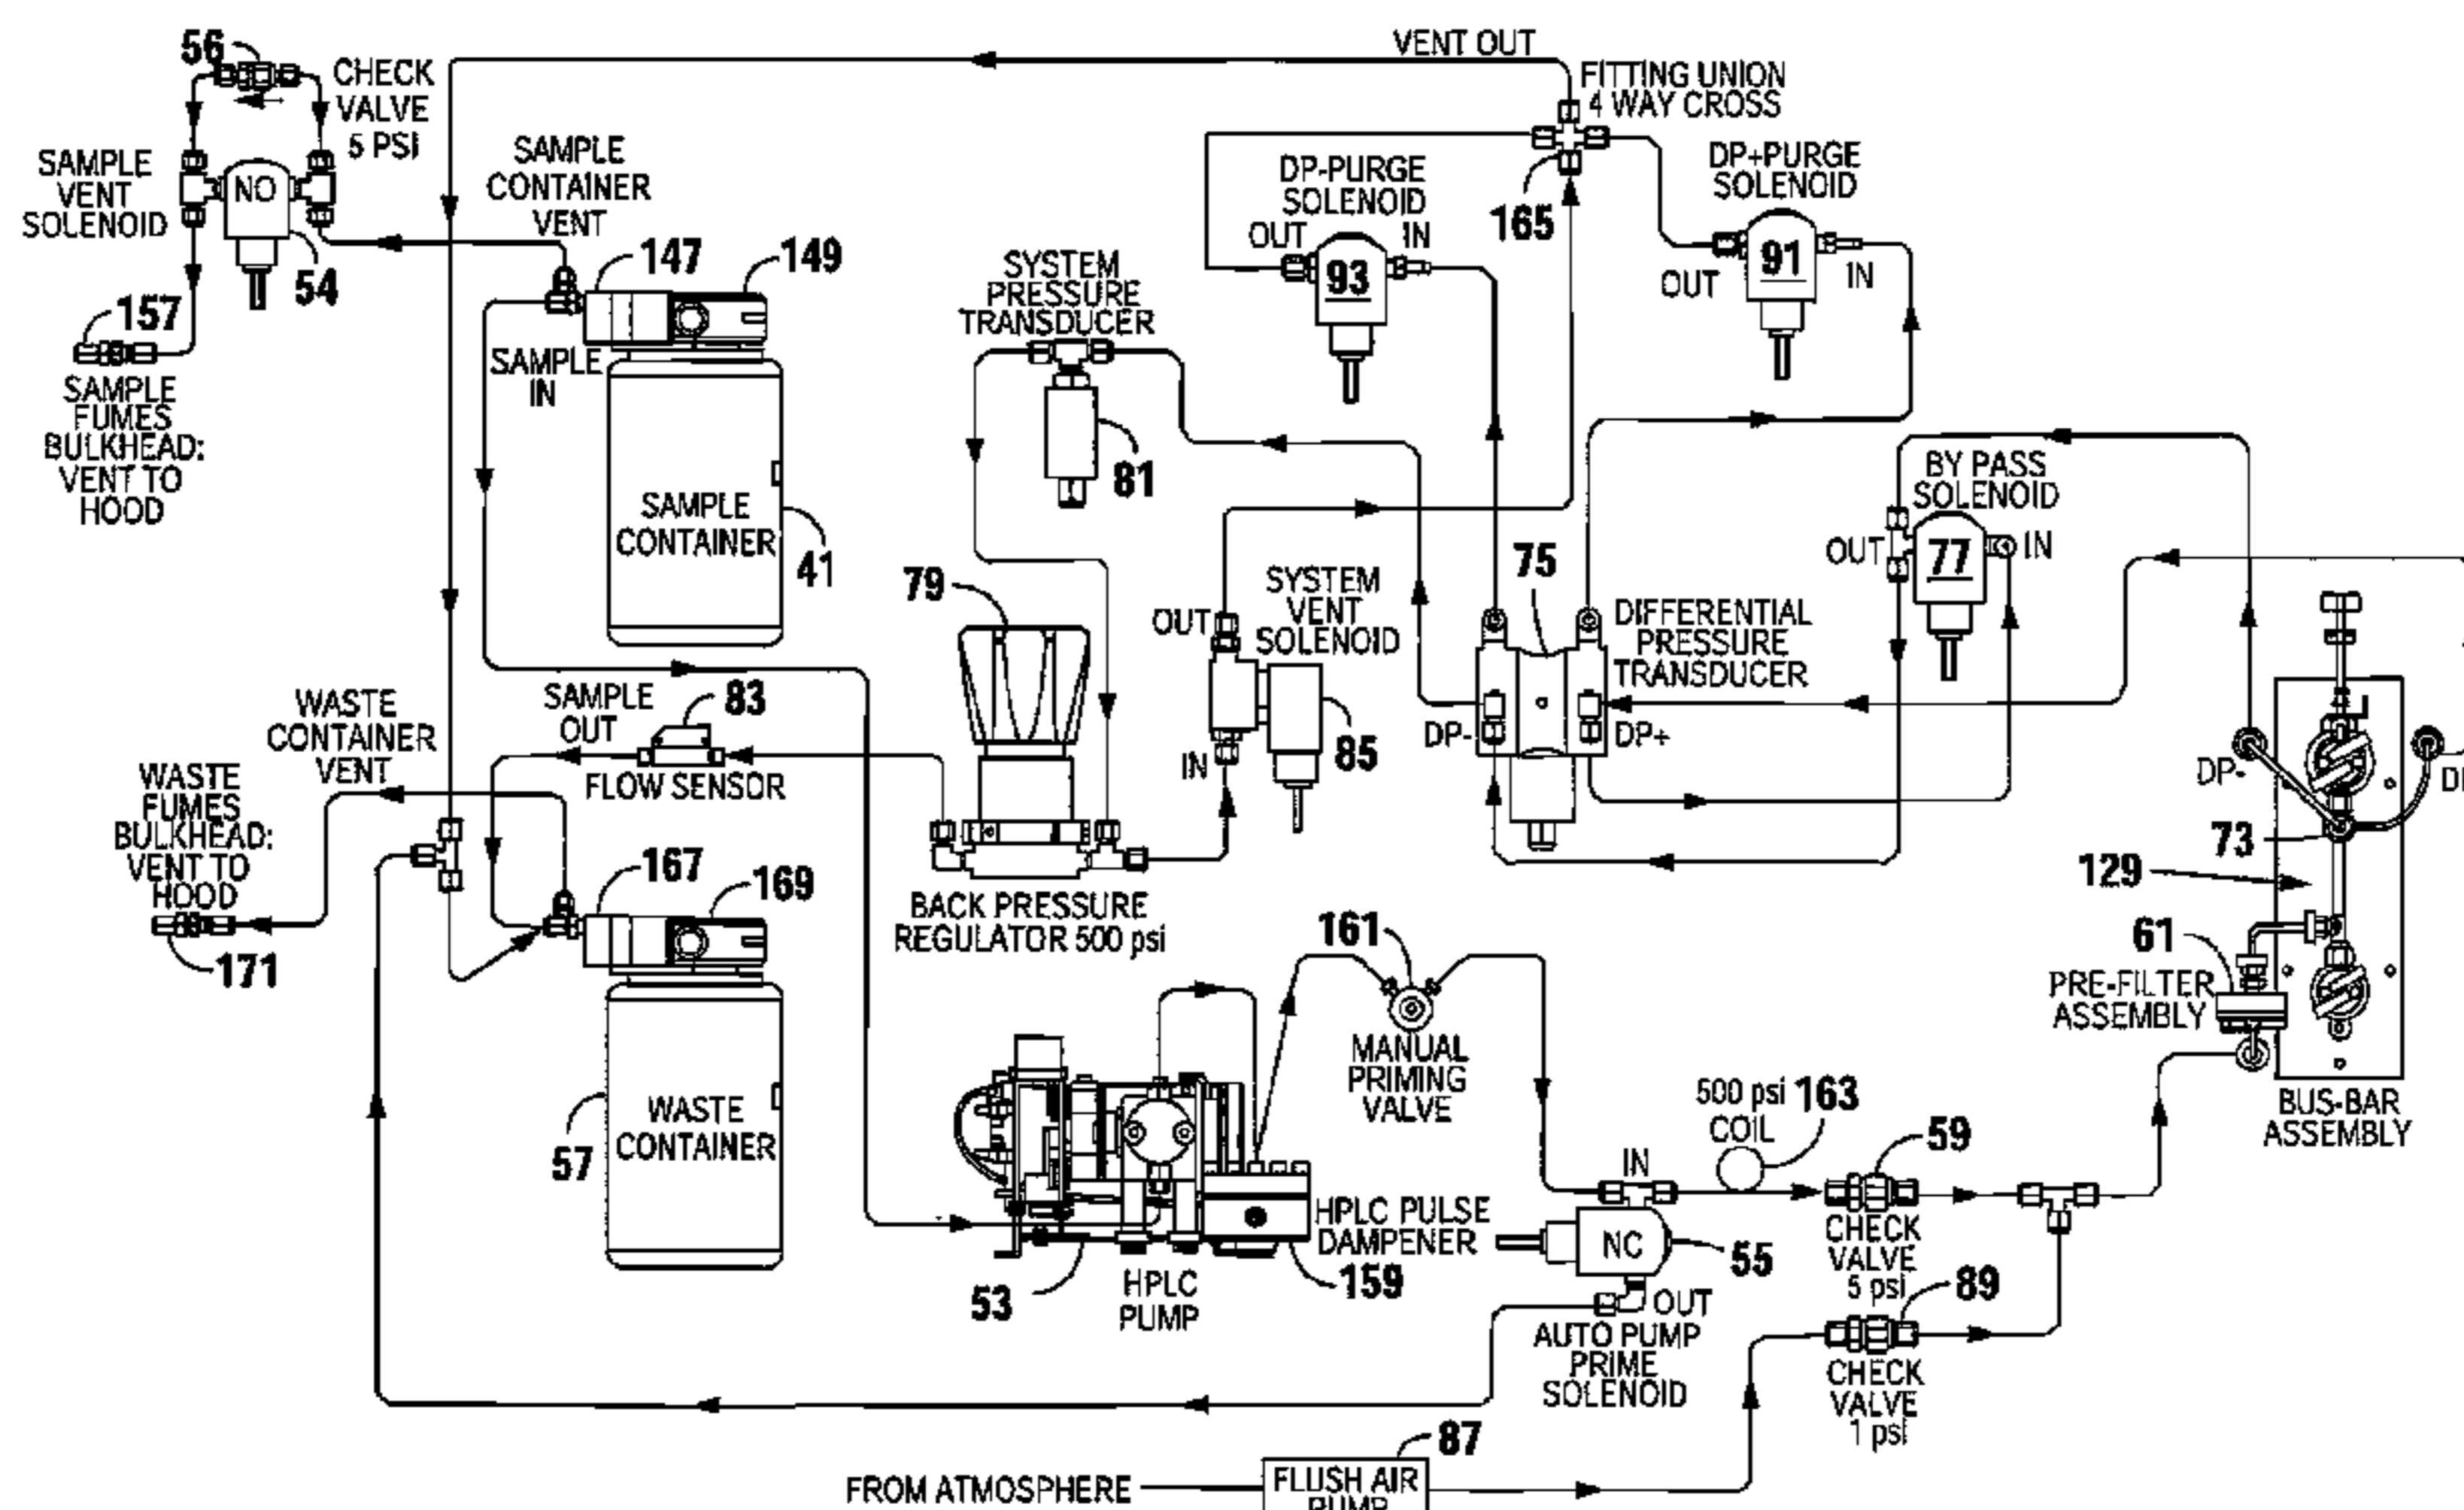 VENT OUT
56
CHECK
VALVE
5 PSI
FITTING UNION
4 WAY CROSS
SAMPLE
VENT
SOLENOID
NO
54
SAMPLE
CONTAINER
VENT
147
149
DP-PURGE
SOLENOID
OUT
IN
93
165
DP+PURGE
SOLENOID
91
OUT
IN
157
SAMPLE
FUMES
BULKHEAD:
VENT TO
HOOD
SAMPLE
IN
SAMPLE
CONTAINER
41
SYSTEM
PRESSURE
TRANSDUCER
81
BY PASS
SOLENOID
OUT
77
IN
79
OUT
SYSTEM
VENT
SOLENOID
IN
85
75
DIFFERENTIAL
PRESSURE
TRANSDUCER
DP-
DP+
WASTE
CONTAINER
VENT
SAMPLE
OUT
83
FLOW SENSOR
WASTE
FUMES
BULKHEAD:
VENT TO
HOOD
171
167
169
BACK PRESSURE
REGULATOR 500 psi
DP-
73
129
61
PRE-FILTER
ASSEMBLY
BUS-BAR
ASSEMBLY
57
WASTE
CONTAINER
161
MANUAL
PRIMING
VALVE
HPLC PULSE
DAMPENER
159
53
HPLC
PUMP
IN
NC
55
OUT
AUTO PUMP
PRIME
SOLENOID
500 psi
COIL
163
59
CHECK
VALVE
5 psi
89
CHECK
VALVE
1 psi
87
FROM ATMOSPHERE
FLUSH AIR
PUMP